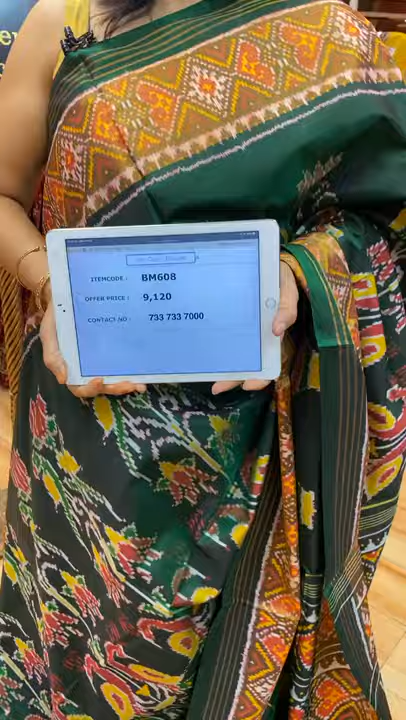 ITEMCODE : BM608
OFFER PRICE : 9,120
CONTACT NO : 733 733 7000